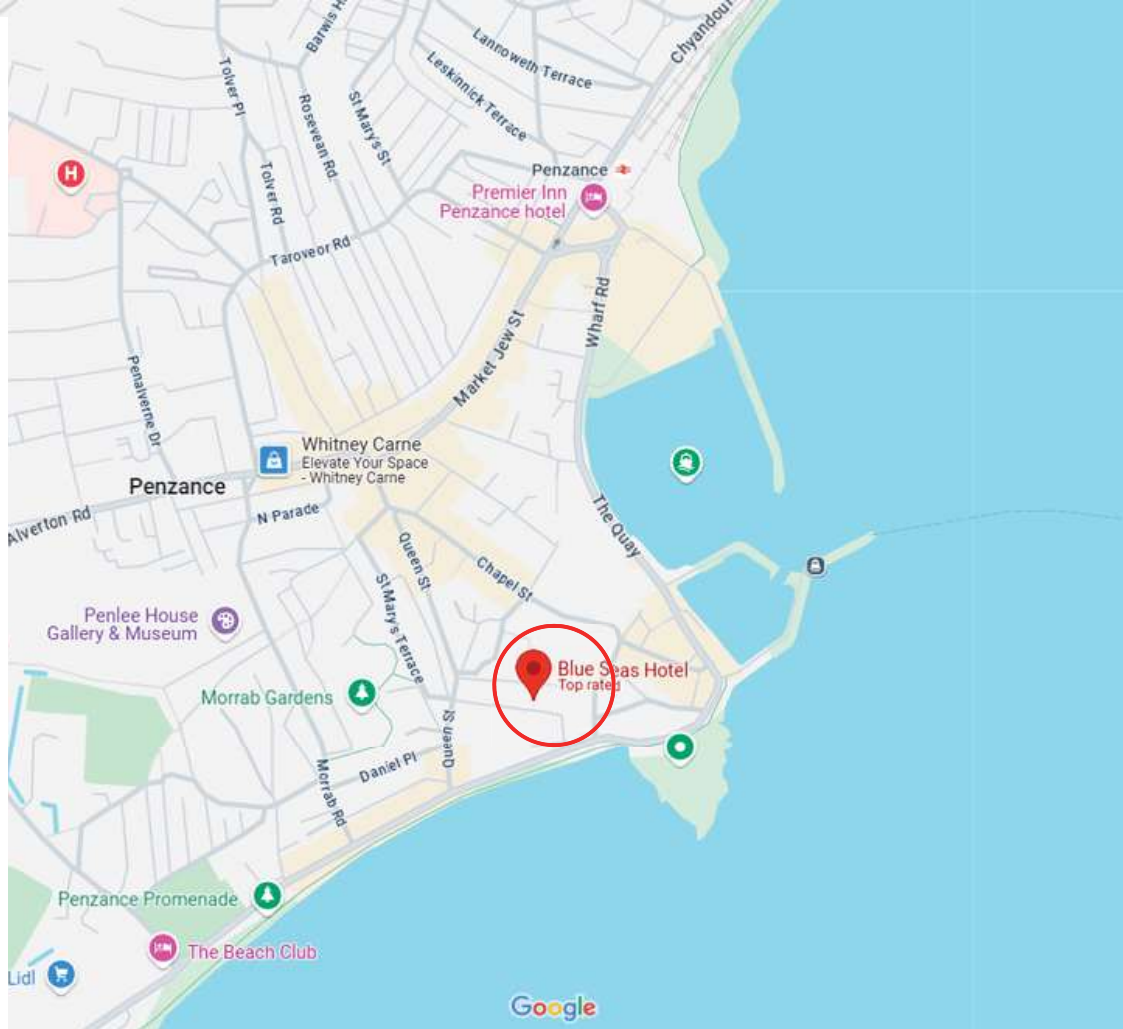 Chyandour
Barwis H
Lannoweth Terrace
Leskinnick Terrace
Tolver Pl
Rosevean Rd
St Mary's St
H
Penzance
Premier Inn
Penzance hotel
Tolver Rd
Taroveor Rd
Wharf Rd
Market Jew St
Penalverne Dr
Whitney Carne
Elevate Your Space
- Whitney Carne
Penzance
Alverton Rd
N Parade
The Quay
Queen St
Chapel St
St Mary's Terrace
Penlee House
Gallery & Museum
Blue Seas Hotel
Top rated
Morrab Gardens
Queen St
Daniel Pl
Morrab Rd
Penzance Promenade
The Beach Club
Lidl
Google